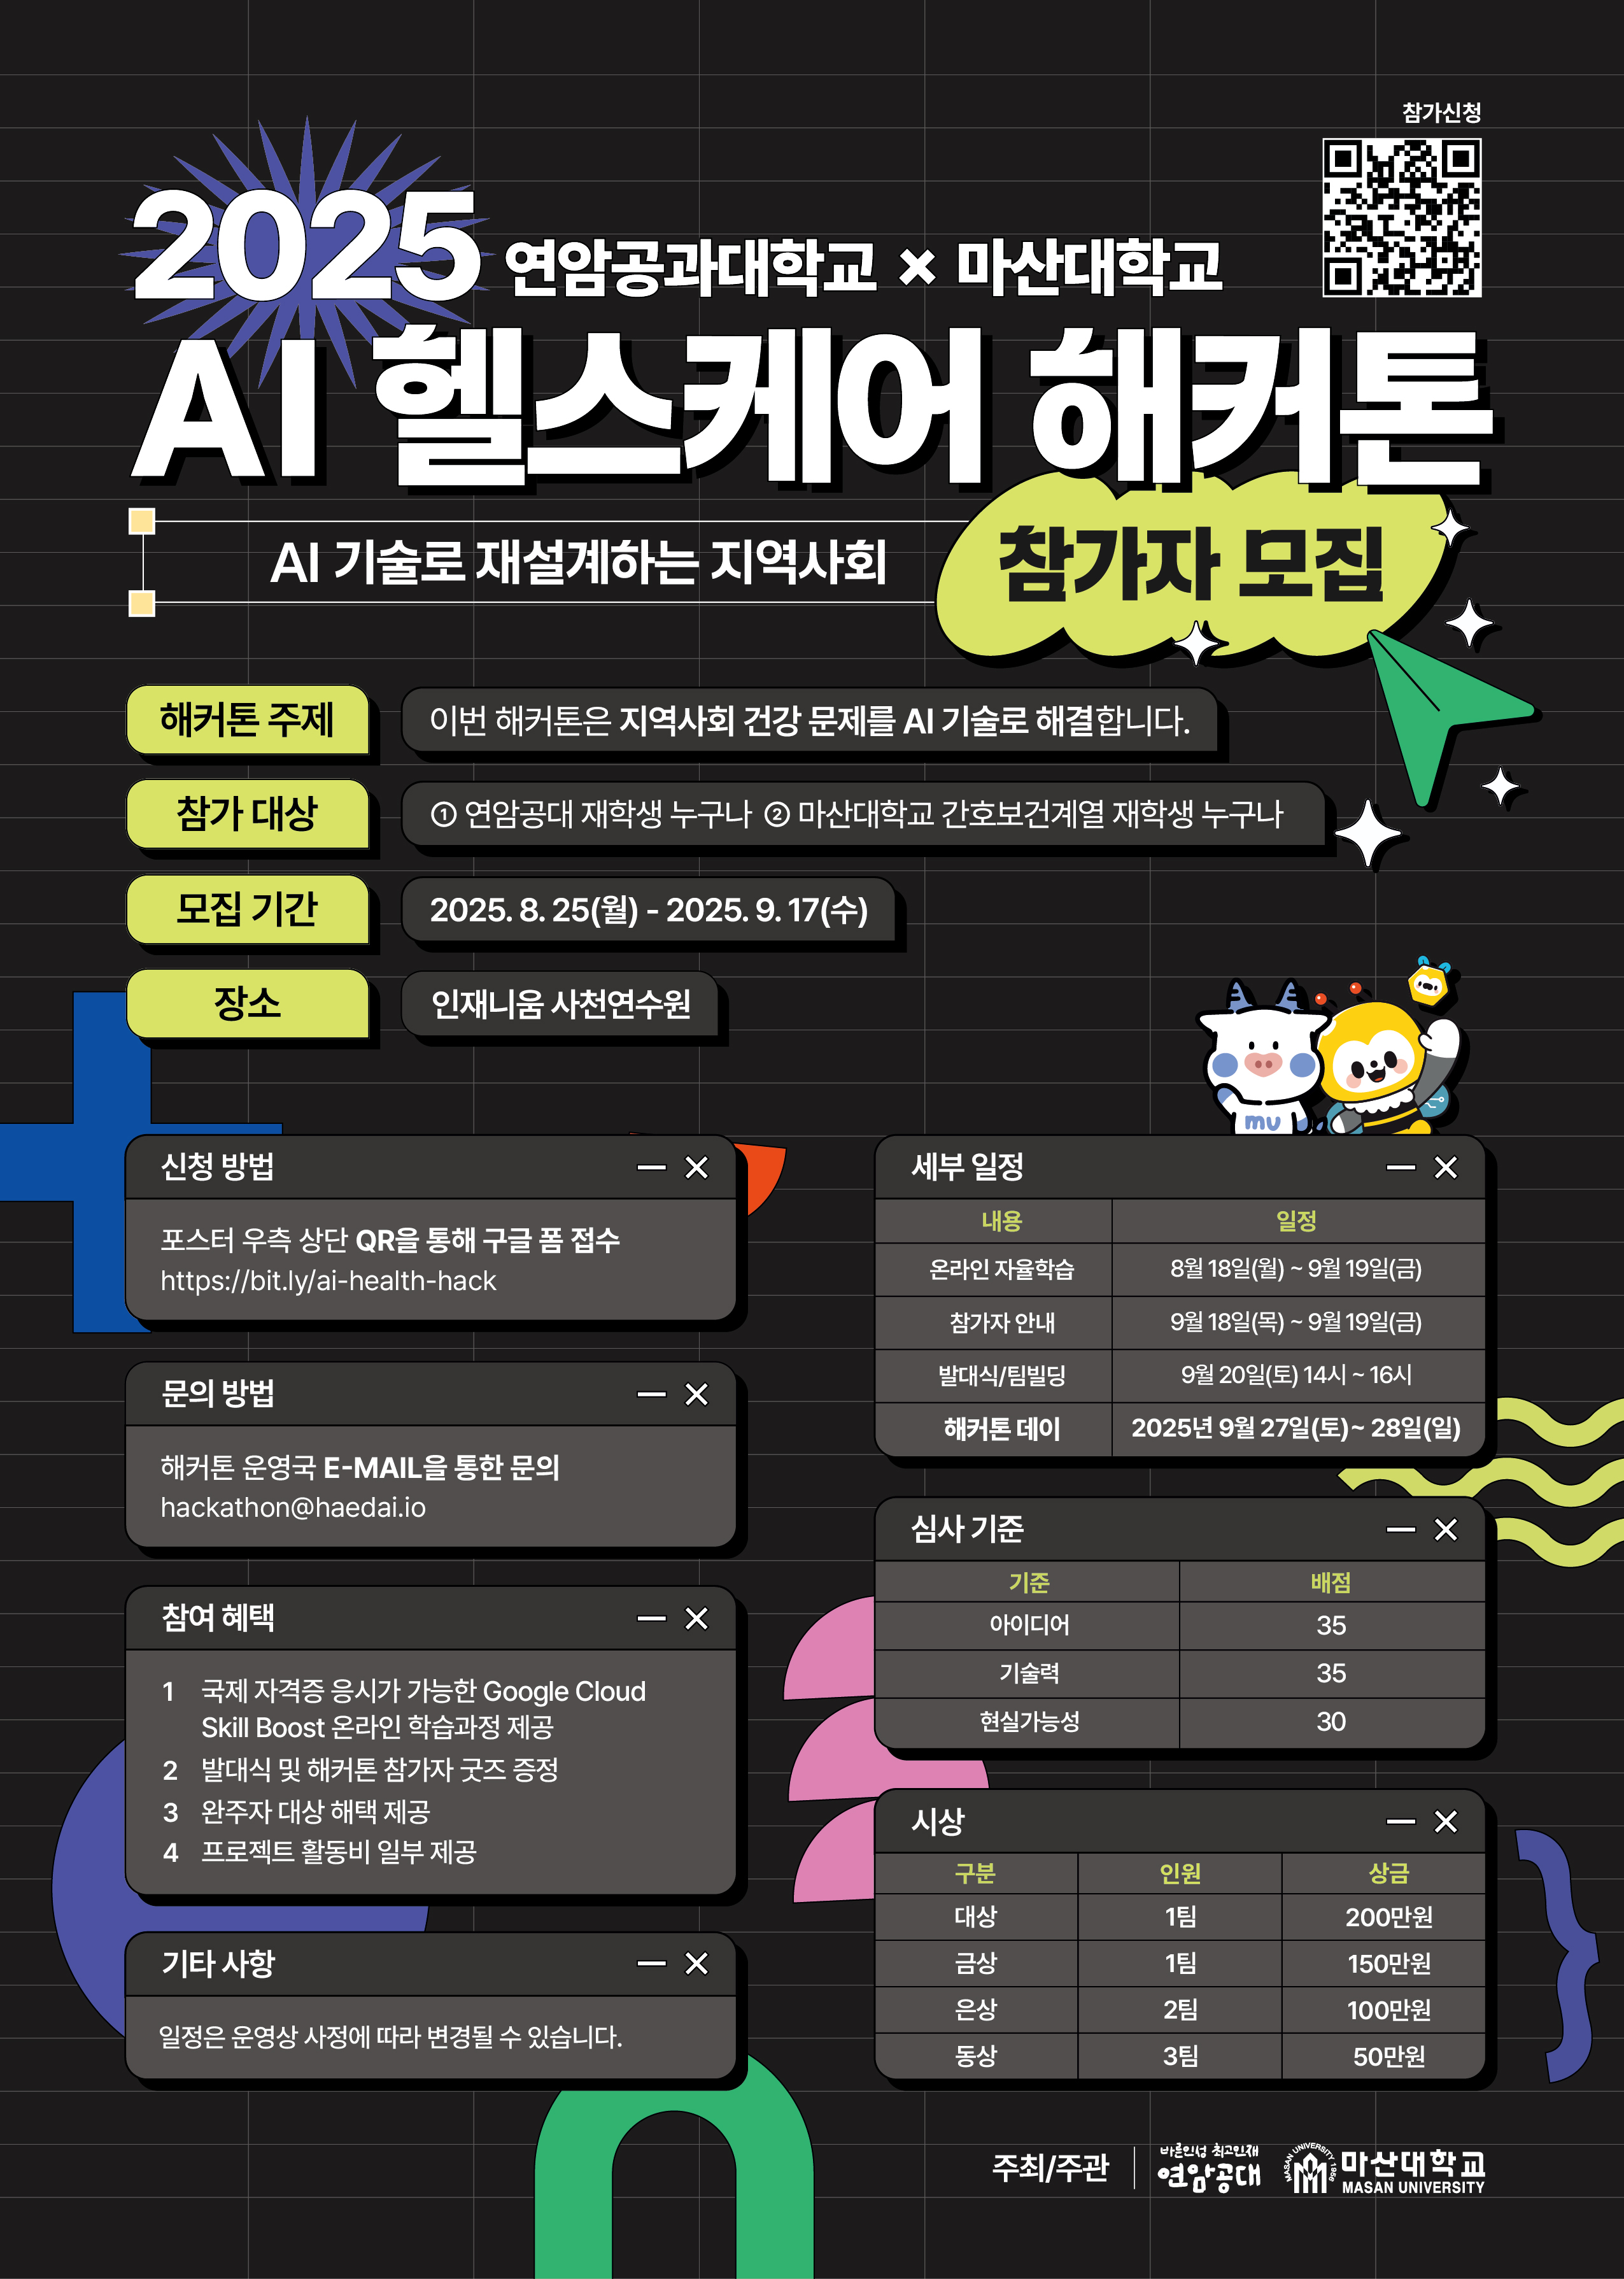 참가신청
2025 연암공과대학교 × 마산대학교
AI 헬스케어 해커톤
AI 기술로 재설계하는 지역사회
참가자 모집
해커톤 주제
이번 해커톤은 지역사회 건강 문제를 AI 기술로 해결합니다.
참가 대상
① 연암공대 재학생 누구나 ② 마산대학교 간호보건계열 재학생 누구나
모집 기간
2025. 8. 25(월) - 2025. 9. 17(수)
장소
인재니움 사천연수원
mu
신청 방법
포스터 우측 상단 QR을 통해 구글 폼 접수
https://bit.ly/ai-health-hack
문의 방법
해커톤 운영국 E-MAIL을 통한 문의
hackathon@haedai.io
참여 혜택
1 국제 자격증 응시가 가능한 Google Cloud
Skill Boost 온라인 학습과정 제공
2 발대식 및 해커톤 참가자 굿즈 증정
3 완주자 대상 해택 제공
4 프로젝트 활동비 일부 제공
기타 사항
일정은 운영상 사정에 따라 변경될 수 있습니다.
세부 일정
내용 일정
온라인 자율학습 8월 18일(월) ~ 9월 19일(금)
참가자 안내 9월 18일(목) ~ 9월 19일(금)
발대식/팀빌딩 9월 20일(토) 14시 ~ 16시
해커톤 데이 2025년 9월 27일(토)~ 28일(일)
심사 기준
기준 배점
아이디어 35
기술력 35
현실가능성 30
시상
구분 인원 상금
대상 1팀 200만원
금상 1팀 150만원
은상 2팀 100만원
동상 3팀 50만원
주최/주관
바른인성 최고인재
연암공대
MASAN UNIVERSITY 1956
마산대학교
MASAN UNIVERSITY